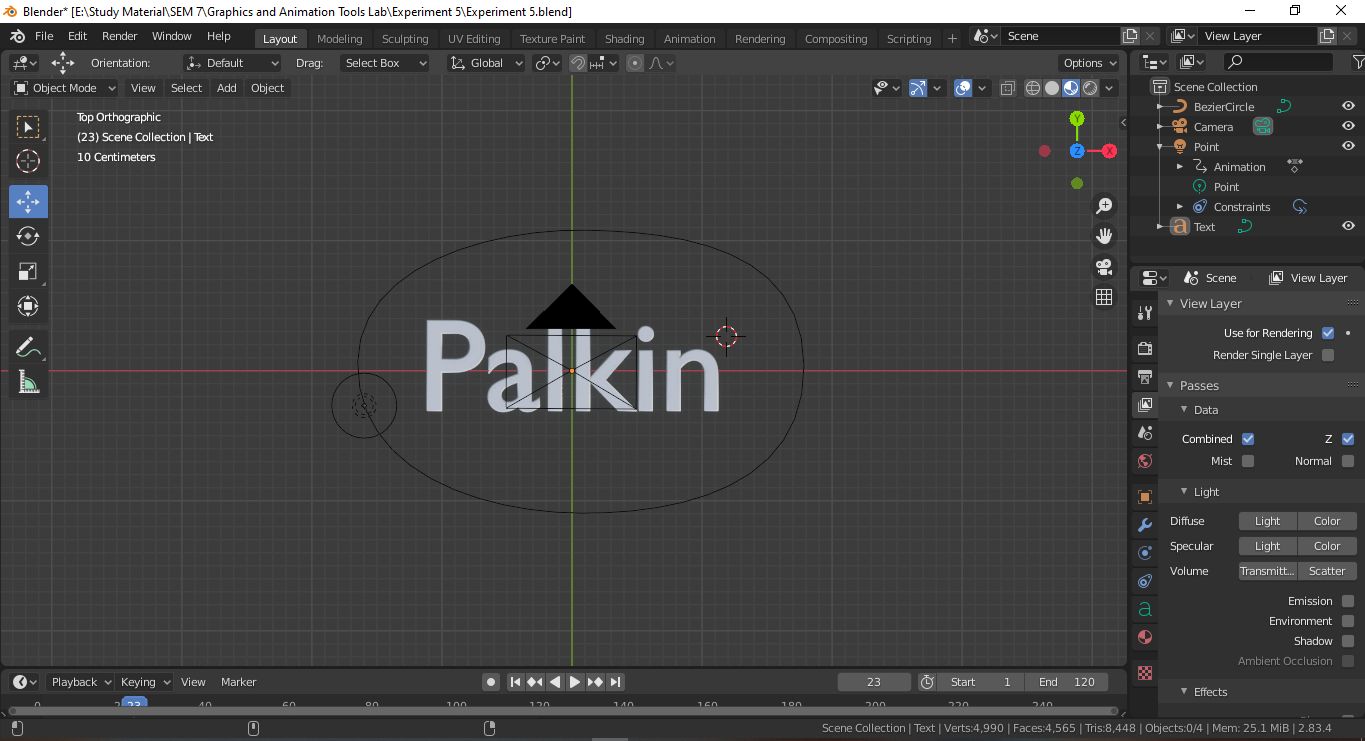 Blender* [E:\Study Material\SEM 7\Graphics and Animation Tools Lab\Experiment 5\Experiment 5.blend]
File Edit Render Window Help Layout Modeling Sculpting UV Editing Texture Paint Shading Animation Rendering Compositing Scripting + Scene View Layer
Orientation: Default Drag: Select Box Global Options
Object Mode View Select Add Object
Top Orthographic
(23) Scene Collection | Text
10 Centimeters
Y
Z X
Palkin
Scene Collection
BezierCircle
Camera
Point
Animation
Point
Constraints
a Text
Scene View Layer
View Layer
Use for Rendering
Render Single Layer
Passes
Data
Combined Z
Mist Normal
Light
Diffuse Light Color
Specular Light Color
Volume Transmitt... Scatter
Emission
Environment
Shadow
Ambient Occlusion
Effects
Playback Keying View Marker 23 Start 1 End 120
0 23 40 60 80 100 120 140 160 180 200 220 240
Scene Collection | Text | Verts:4,990 | Faces:4,565 | Tris:8,448 | Objects:0/4 | Mem: 25.1 MiB | 2.83.4